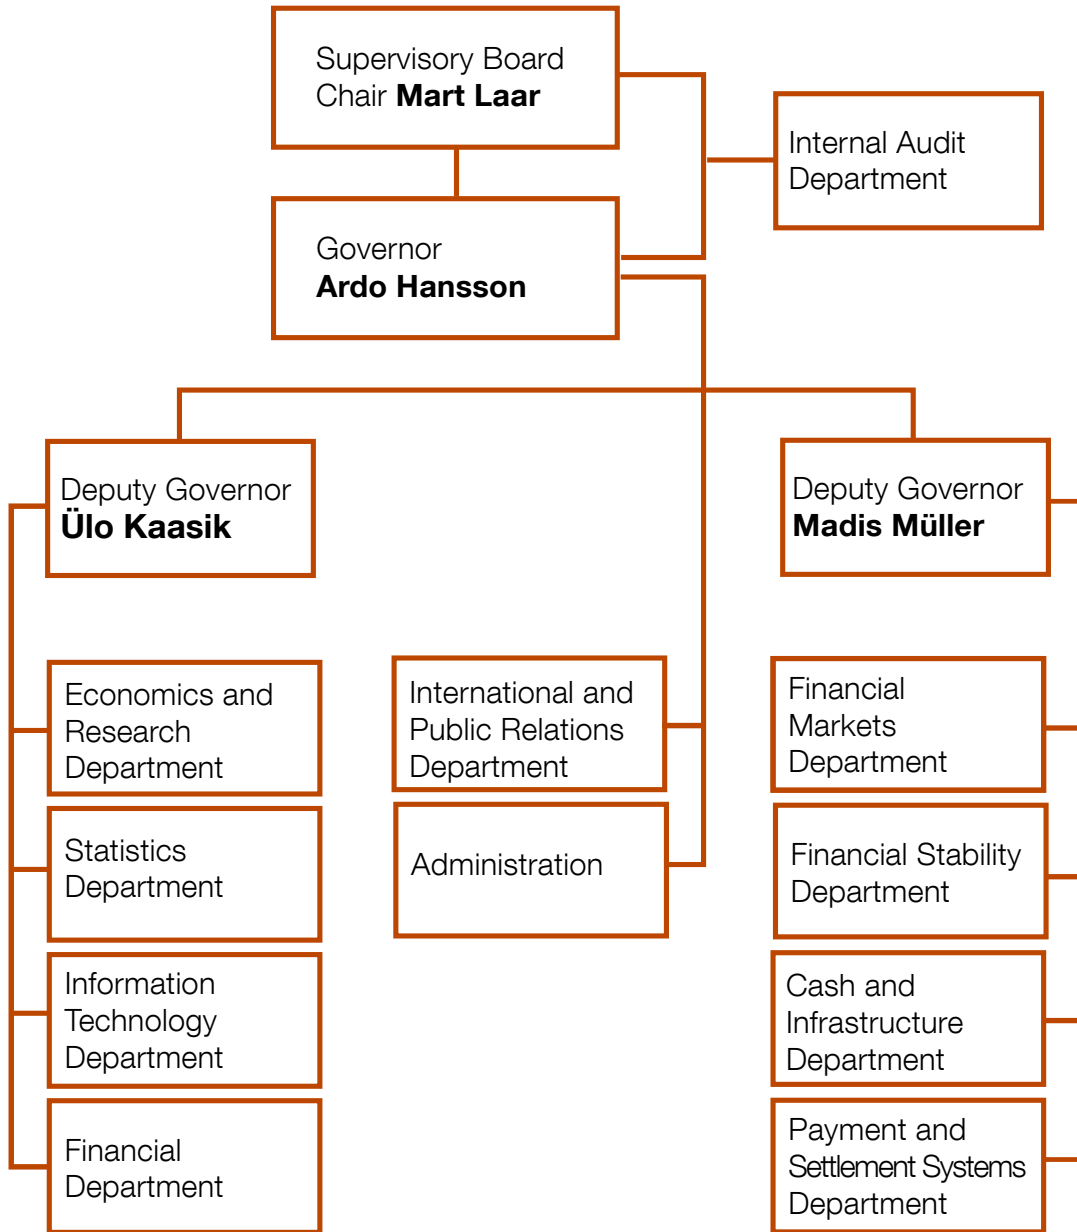 Supervisory Board
Chair Mart Laar
Internal Audit
Department
Governor
Ardo Hansson
Deputy Governor
Ülo Kaasik
Deputy Governor
Madis Müller
Economics and
Research
Department
Statistics
Department
Information
Technology
Department
Financial
Department
International and
Public Relations
Department
Administration
Financial
Markets
Department
Financial Stability
Department
Cash and
Infrastructure
Department
Payment and
Settlement Systems
Department